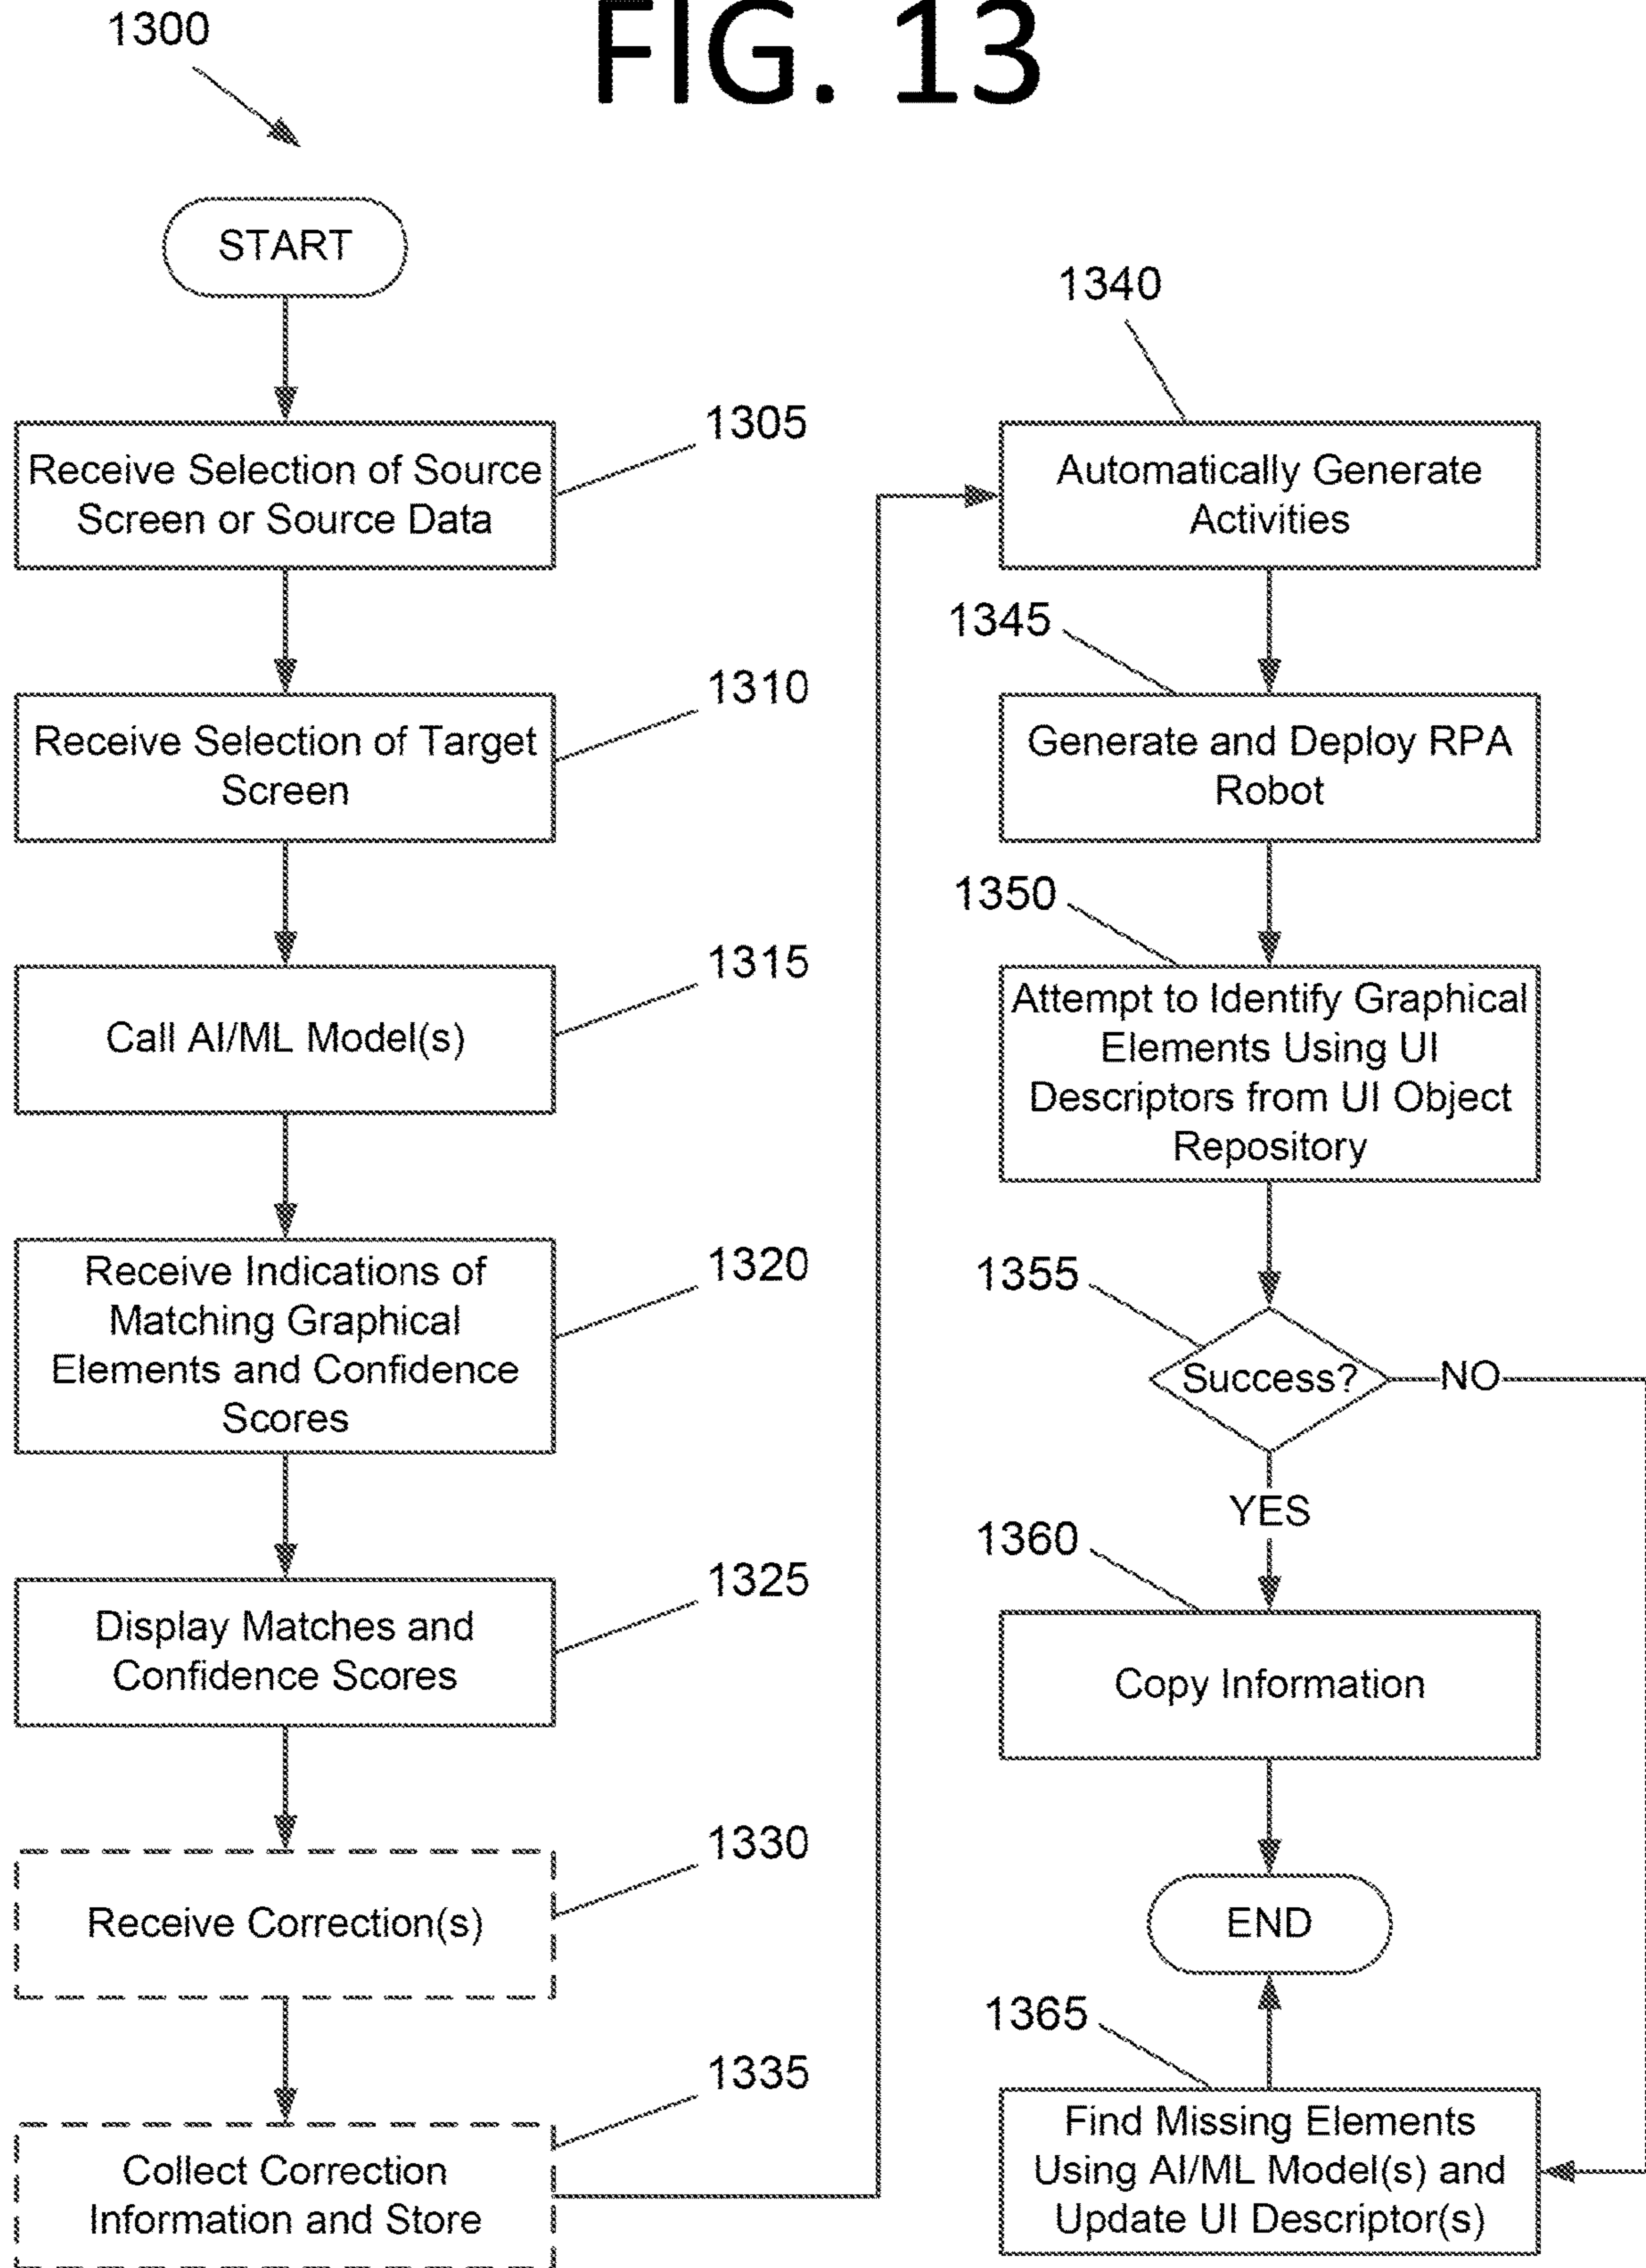 FIG. 13
1300
START
1305
Receive Selection of Source
Screen or Source Data
1310
Receive Selection of Target
Screen
1315
Call AI/ML Model(s)
1320
Receive Indications of
Matching Graphical
Elements and Confidence
Scores
1325
Display Matches and
Confidence Scores
1330
Receive Correction(s)
1335
Collect Correction
Information and Store
1340
Automatically Generate
Activities
1345
Generate and Deploy RPA
Robot
1350
Attempt to Identify Graphical
Elements Using UI
Descriptors from UI Object
Repository
1355
Success?
NO
YES
1360
Copy Information
END
1365
Find Missing Elements
Using AI/ML Model(s) and
Update UI Descriptor(s)